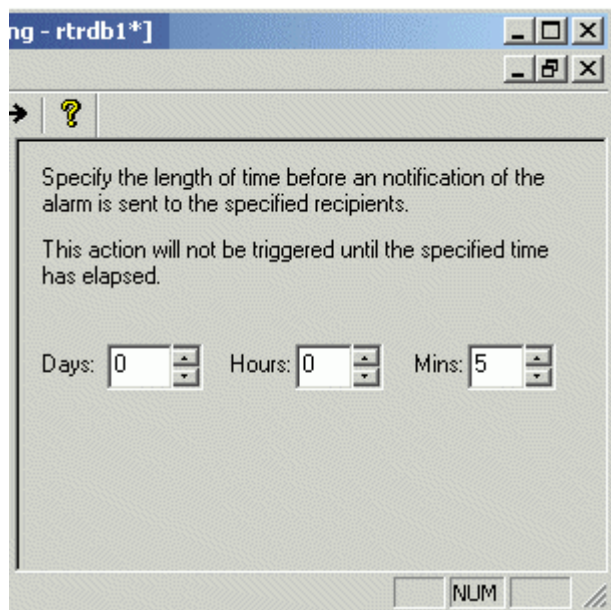 ng - rtrdb1*]
Specify the length of time before an notification of the
alarm is sent to the specified recipients.
This action will not be triggered until the specified time
has elapsed.
Days: 0 Hours: 0 Mins: 5
NUM